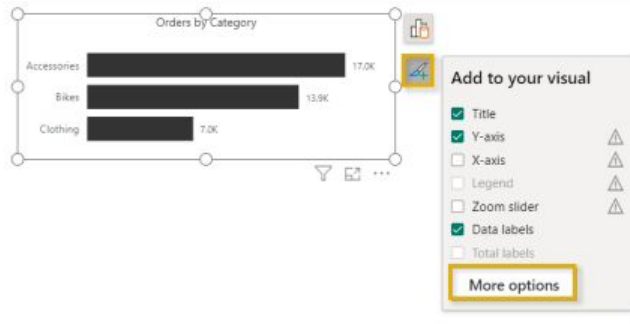 Orders by Category
Accessories 17.0K
Bikes 13.9K
Clothing 7.0K
Add to your visual
Title
Y-axis
X-axis
Legend
Zoom slider
Data labels
Total labels
More options